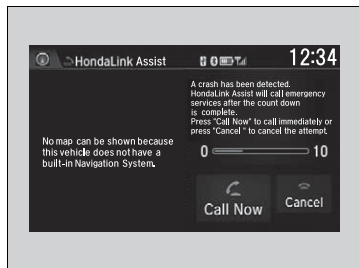 HondaLink Assist
12:34
A crash has been detected.
HondaLink Assist will call emergency
services after the count down
is complete.
Press "Call Now" to call immediately or
press "Cancel " to cancel the attempt.
No map can be shown because
this vehicle does not have a
built-in Navigation System.
0
10
Call Now
Cancel